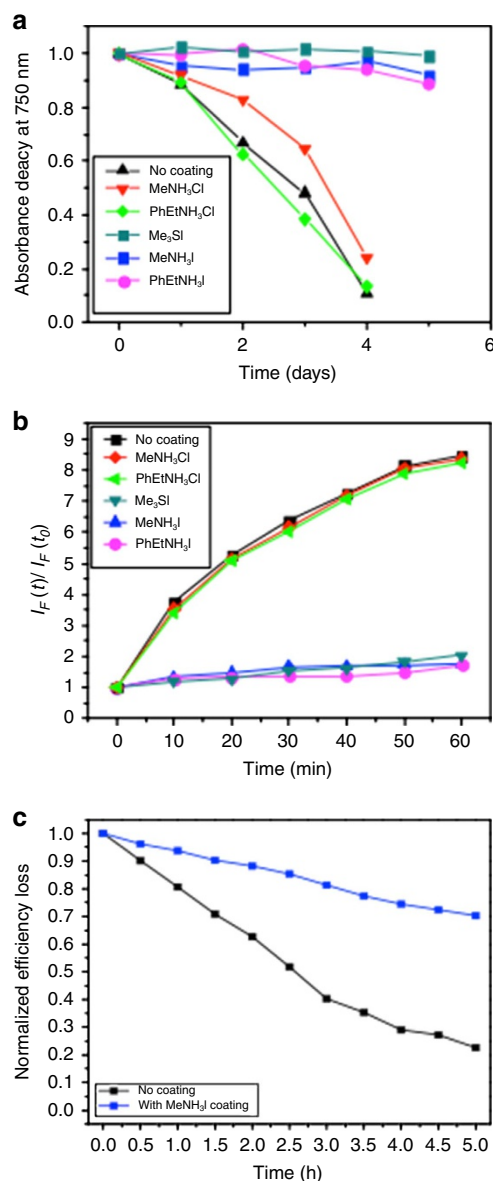 a
Absorbance deacy at 750 nm
1.0
0.8
0.6
0.4
0.2
0.0
No coating
MeNH₃Cl
PhEtNH₃Cl
Me₃SI
MeNH₃I
PhEtNH₃I
0
2
4
6
Time (days)
b
I_F (t)/ I_F (t₀)
9
8
7
6
5
4
3
2
1
0
No coating
MeNH₃Cl
PhEtNH₃Cl
Me₃SI
MeNH₃I
PhEtNH₃I
0
10
20
30
40
50
60
Time (min)
c
Normalized efficiency loss
1.0
0.9
0.8
0.7
0.6
0.5
0.4
0.3
0.2
0.1
0.0
No coating
With MeNH₃I coating
0.0
0.5
1.0
1.5
2.0
2.5
3.0
3.5
4.0
4.5
5.0
Time (h)